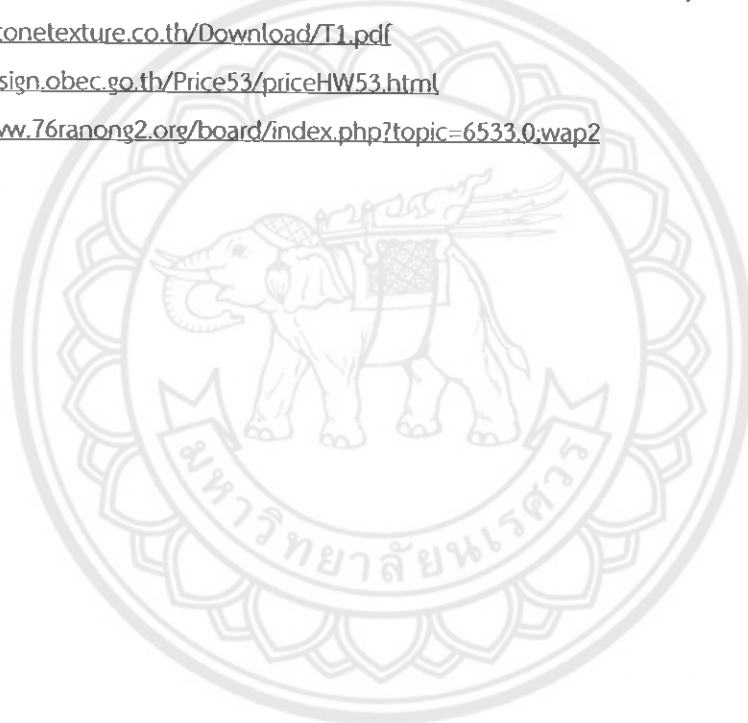 onetexture.co.th/Download/T1.pdf
sign.obec.go.th/Price53/priceHW53.html
w.76ranong2.org/board/index.php?topic=6533.0;wap2
มหาวิทยาลัยนเรศวร